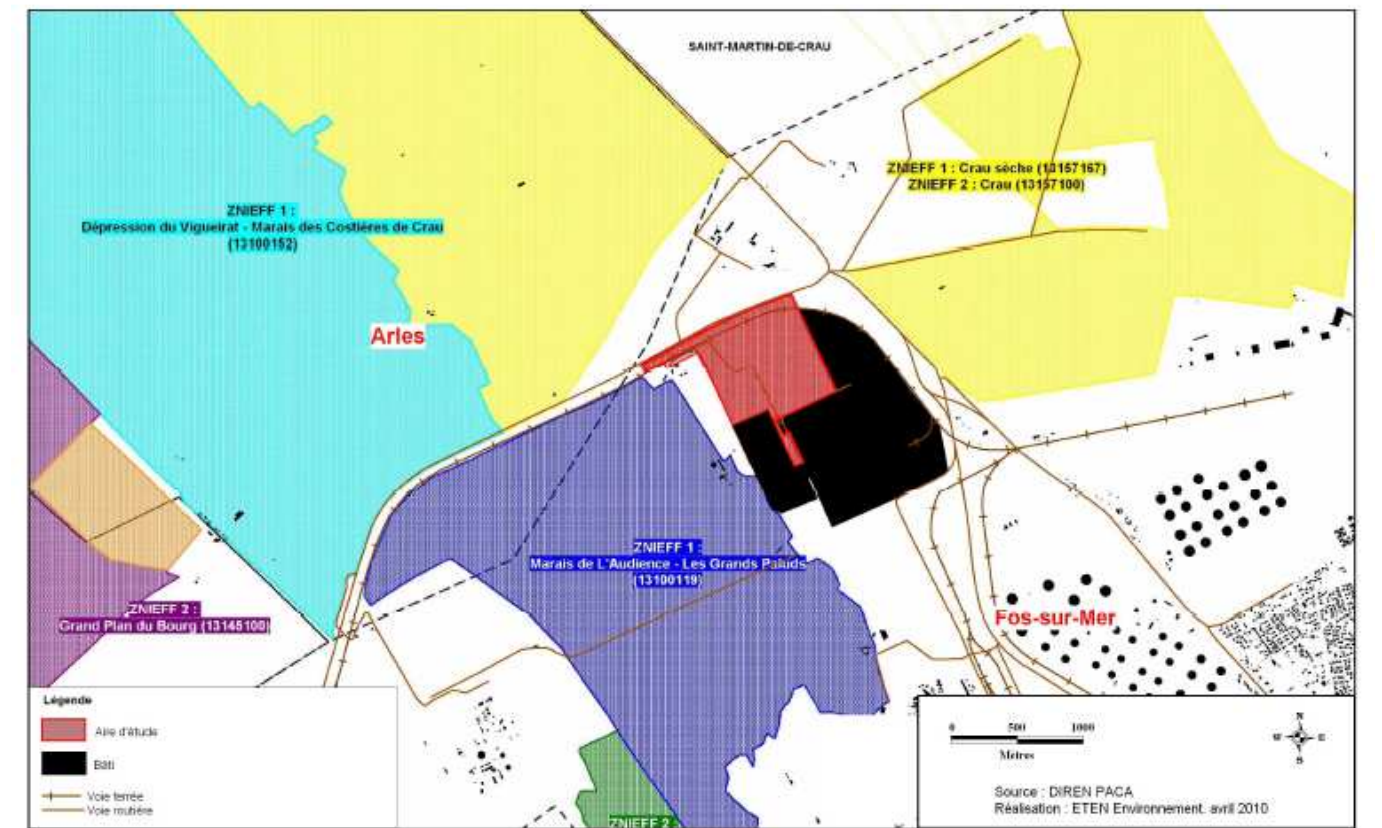 SAINT-MARTIN-DE-CRAU
ZNIEFF 1 : Crau sèche (13157167)
ZNIEFF 2 : Crau (13157100)
ZNIEFF 1 :
Dépression du Vigueirat - Marais des Costières de Crau
(13100152)
Arles
ZNIEFF 1 :
Marais de L'Audience - Les Grands Paluds
(13100119)
ZNIEFF 2 :
Grand Plan du Bourg (13145100)
Fos-sur-Mer
ZNIEFF 2 :
Légende
Aire d'étude
Bâti
Voie ferrée
Voie routière
0 500 1000
Mètres
N
W E
S
Source : DIREN PACA
Réalisation : ETEN Environnement. avril 2010